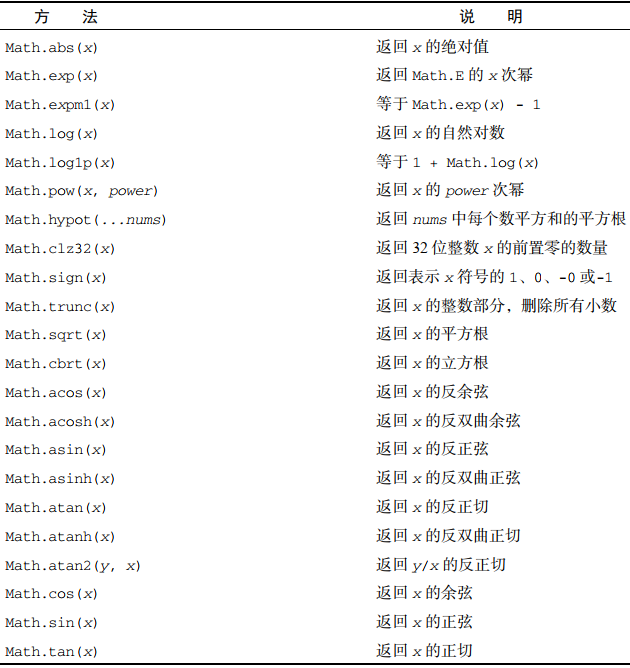 方 法 说 明
Math.abs(x) 返回 x 的绝对值
Math.exp(x) 返回 Math.E 的 x 次幂
Math.expm1(x) 等于 Math.exp(x) - 1
Math.log(x) 返回 x 的自然对数
Math.log1p(x) 等于 1 + Math.log(x)
Math.pow(x, power) 返回 x 的 power 次幂
Math.hypot(...nums) 返回 nums 中每个数平方和的平方根
Math.clz32(x) 返回 32 位整数 x 的前置零的数量
Math.sign(x) 返回表示 x 符号的 1、0、-0 或-1
Math.trunc(x) 返回 x 的整数部分，删除所有小数
Math.sqrt(x) 返回 x 的平方根
Math.cbrt(x) 返回 x 的立方根
Math.acos(x) 返回 x 的反余弦
Math.acosh(x) 返回 x 的反双曲余弦
Math.asin(x) 返回 x 的反正弦
Math.asinh(x) 返回 x 的反双曲正弦
Math.atan(x) 返回 x 的反正切
Math.atanh(x) 返回 x 的反双曲正切
Math.atan2(y, x) 返回 y/x 的反正切
Math.cos(x) 返回 x 的余弦
Math.sin(x) 返回 x 的正弦
Math.tan(x) 返回 x 的正切